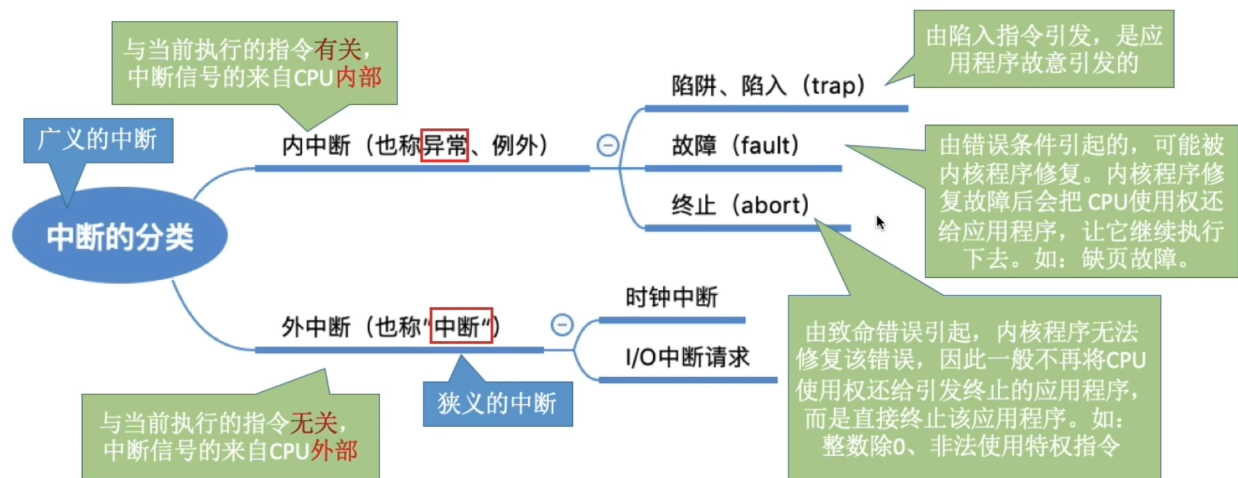 与当前执行的指令有关，
中断信号的来自CPU内部
广义的中断
中断的分类
内中断（也称异常、例外）
陷阱、陷入（trap）
由陷入指令引发，是应
用程序故意引发的
故障（fault）
由错误条件引起的，可能被
内核程序修复。内核程序修
复故障后会把 CPU使用权还
给应用程序，让它继续执行
下去。如：缺页故障。
终止（abort）
由致命错误引起，内核程序无法
修复该错误，因此一般不再将CPU
使用权还给引发终止的应用程序，
而是直接终止该应用程序。如：
整数除0、非法使用特权指令
外中断（也称“中断“）
时钟中断
I/O中断请求
狭义的中断
与当前执行的指令无关，
中断信号的来自CPU外部